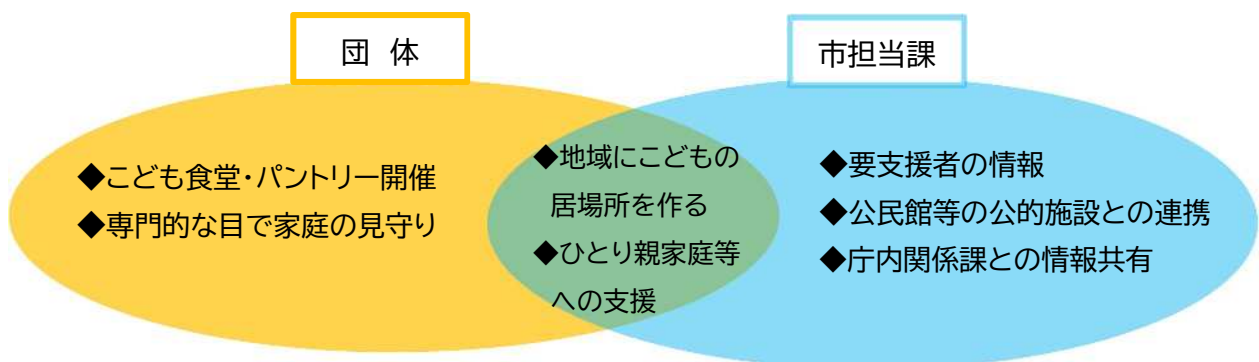 団 体
◆こども食堂・パントリー開催
◆専門的な目で家庭の見守り
◆地域にこどもの
居場所を作る
◆ひとり親家庭等
への支援
市担当課
◆要支援者の情報
◆公民館等の公的施設との連携
◆庁内関係課との情報共有